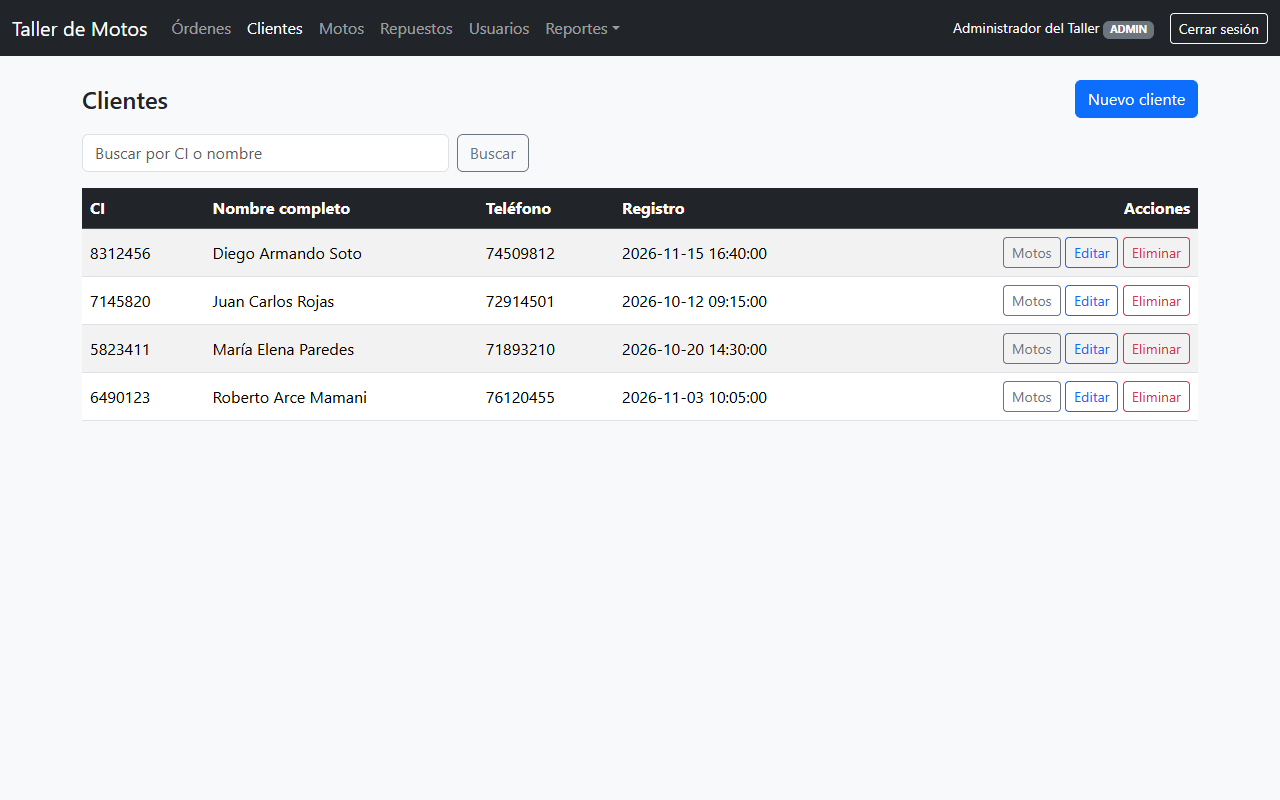 Taller de Motos Órdenes Clientes Motos Repuestos Usuarios Reportes Administrador del Taller ADMIN Cerrar sesión
Clientes Nuevo cliente
Buscar por CI o nombre Buscar
CI Nombre completo Teléfono Registro Acciones
8312456 Diego Armando Soto 74509812 2026-11-15 16:40:00 Motos Editar Eliminar
7145820 Juan Carlos Rojas 72914501 2026-10-12 09:15:00 Motos Editar Eliminar
5823411 María Elena Paredes 71893210 2026-10-20 14:30:00 Motos Editar Eliminar
6490123 Roberto Arce Mamani 76120455 2026-11-03 10:05:00 Motos Editar Eliminar